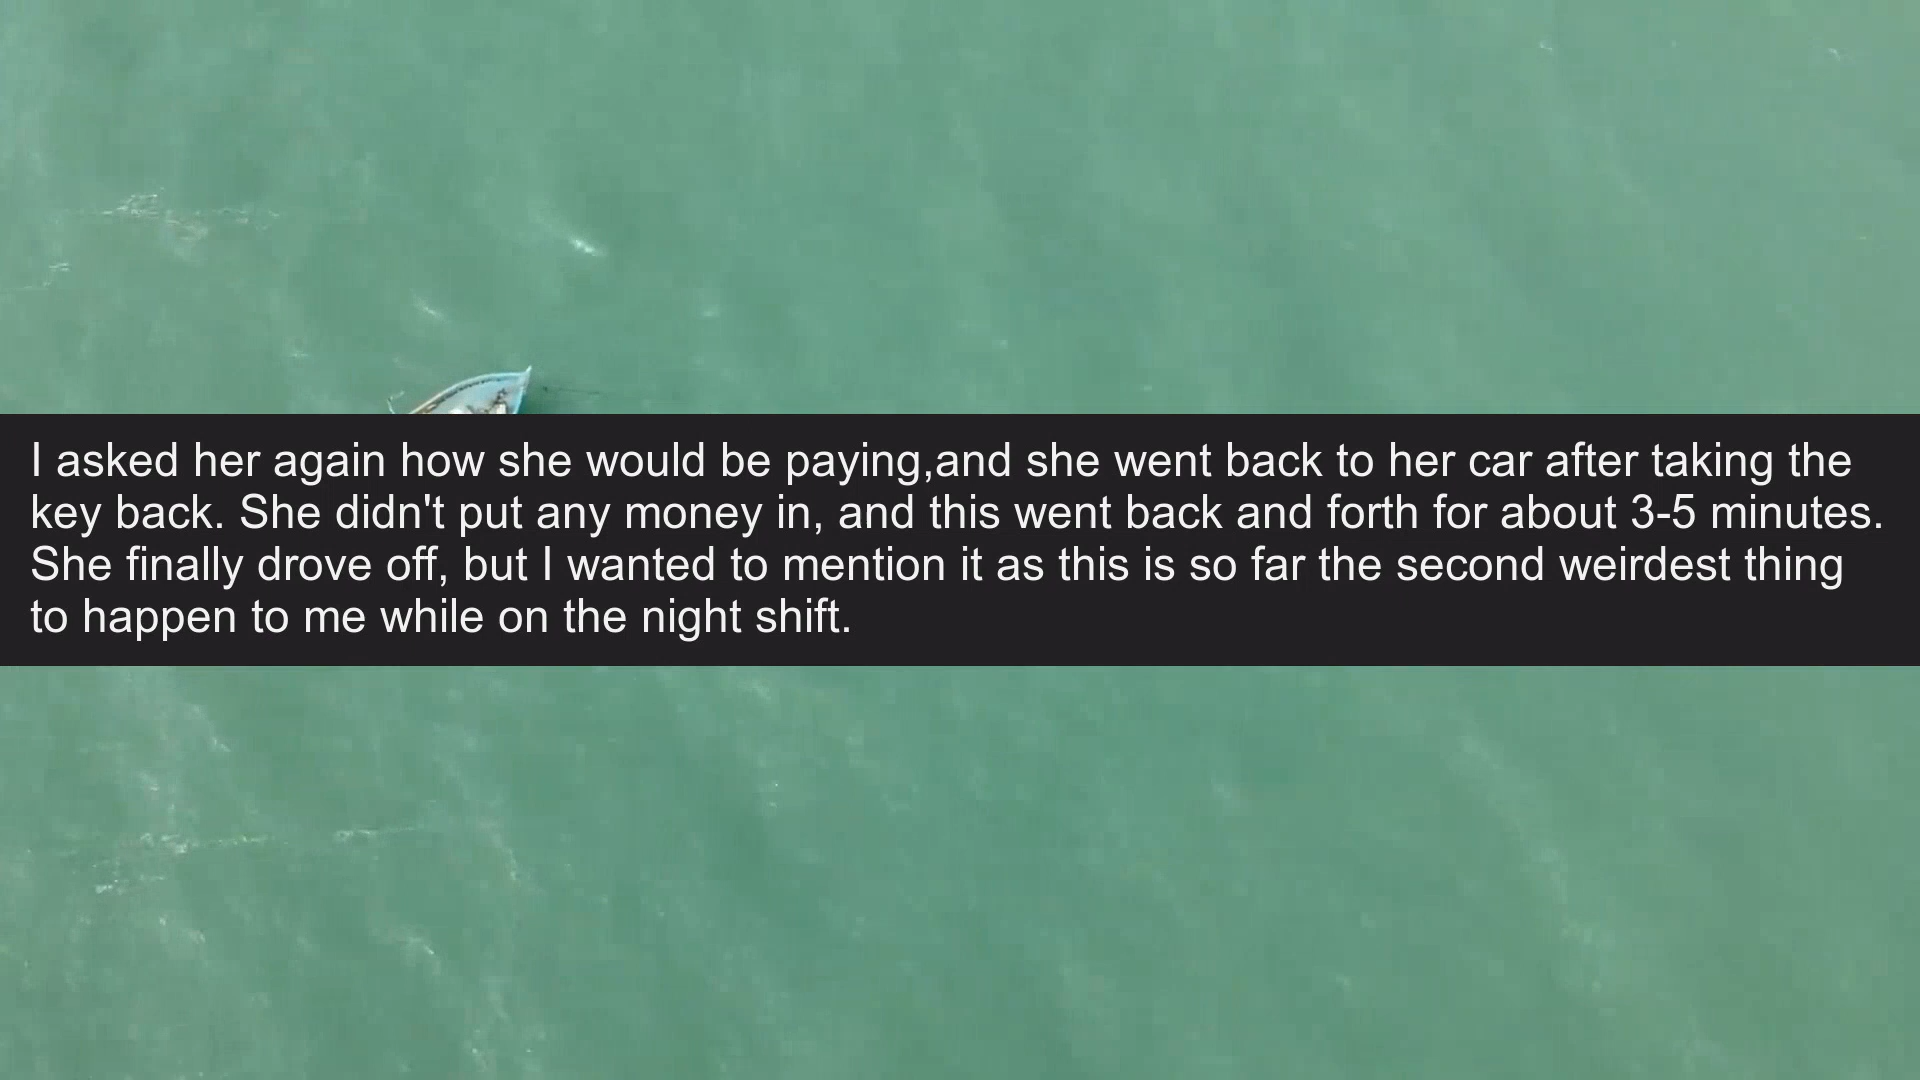 I asked her again how she would be paying,and she went back to her car after taking the
key back. She didn't put any money in, and this went back and forth for about 3-5 minutes.
She finally drove off, but I wanted to mention it as this is so far the second weirdest thing
to happen to me while on the night shift.